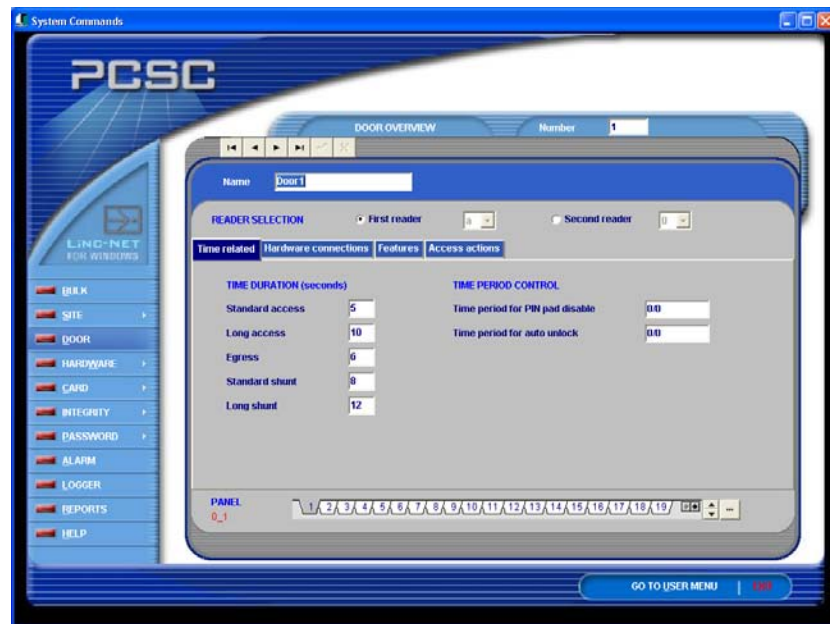 System Commands
PCSC
DOOR OVERVIEW Number 1
Name Door1
READER SELECTION First reader a Second reader 0
LiNC-NET
FOR WINDOWS
Time related Hardware connections Features Access actions
TIME DURATION (seconds) TIME PERIOD CONTROL
Standard access 5 Time period for PIN pad disable 0/0
Long access 10 Time period for auto unlock 0/0
Egress 6
Standard shunt 8
Long shunt 12
BULK
SITE
DOOR
HARDWARE
CARD
INTEGRITY
PASSWORD
ALARM
LOGGER
REPORTS
HELP
PANEL 1 2 3 4 5 6 7 8 9 10 11 12 13 14 15 16 17 18 19 ...
0_1
GO TO USER MENU |